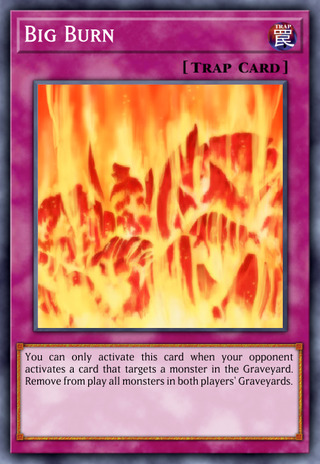 Big Burn
TRAP
罠
[Trap Card]
You can only activate this card when your opponent
activates a card that targets a monster in the Graveyard.
Remove from play all monsters in both players' Graveyards.